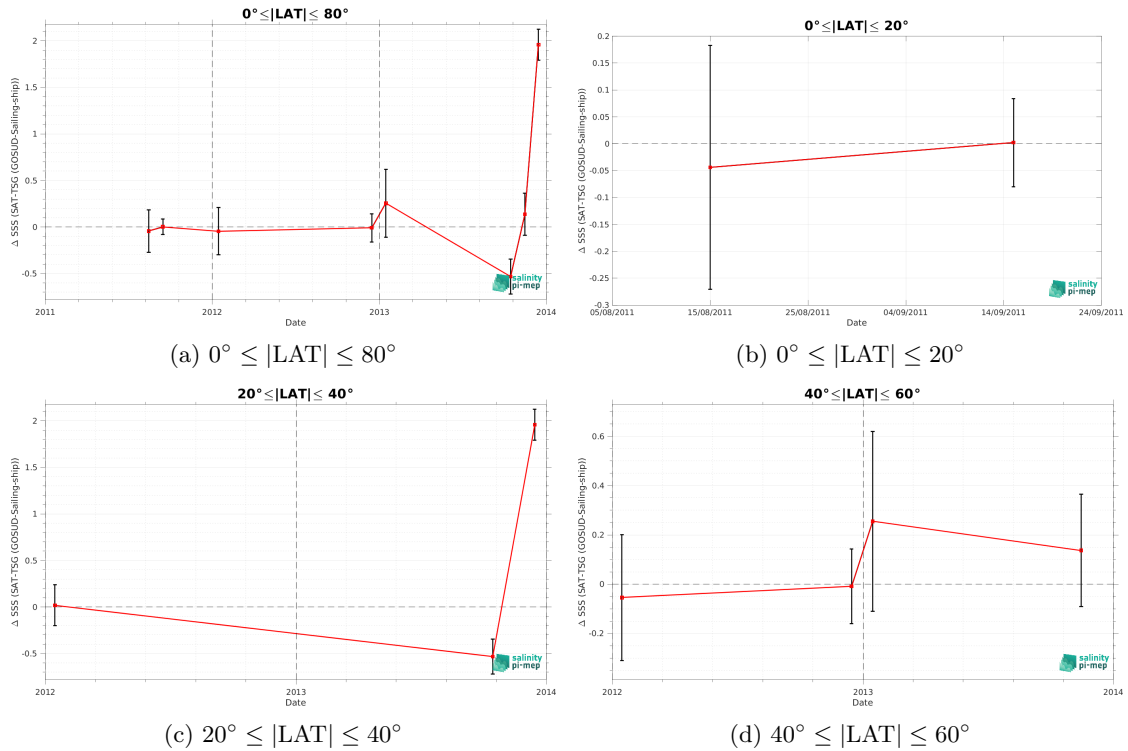 0°≤|LAT|≤ 80°
Δ SSS (SAT-TSG (GOSUD-Sailing-ship))
2
1.5
1
0.5
0
-0.5
2011
2012
2013
2014
Date
salinity
pi-mep
(a) 0° ≤ |LAT| ≤ 80°
0°≤|LAT|≤ 20°
Δ SSS (SAT-TSG (GOSUD-Sailing-ship))
0.2
0.15
0.1
0.05
0
-0.05
-0.1
-0.15
-0.2
-0.25
-0.3
05/08/2011
15/08/2011
25/08/2011
04/09/2011
14/09/2011
24/09/2011
Date
salinity
pi-mep
(b) 0° ≤ |LAT| ≤ 20°
20°≤|LAT|≤ 40°
Δ SSS (SAT-TSG (GOSUD-Sailing-ship))
2
1.5
1
0.5
0
-0.5
2012
2013
2014
Date
salinity
pi-mep
(c) 20° ≤ |LAT| ≤ 40°
40°≤|LAT|≤ 60°
Δ SSS (SAT-TSG (GOSUD-Sailing-ship))
0.6
0.4
0.2
0
-0.2
2012
2013
2014
Date
salinity
pi-mep
(d) 40° ≤ |LAT| ≤ 60°